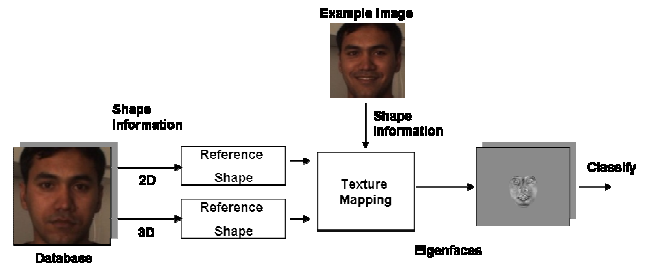 Example Image
Shape
Information
Shape
Information
Reference
Shape
2D
Texture
Mapping
Classify
Reference
Shape
3D
Eigenfaces
Database